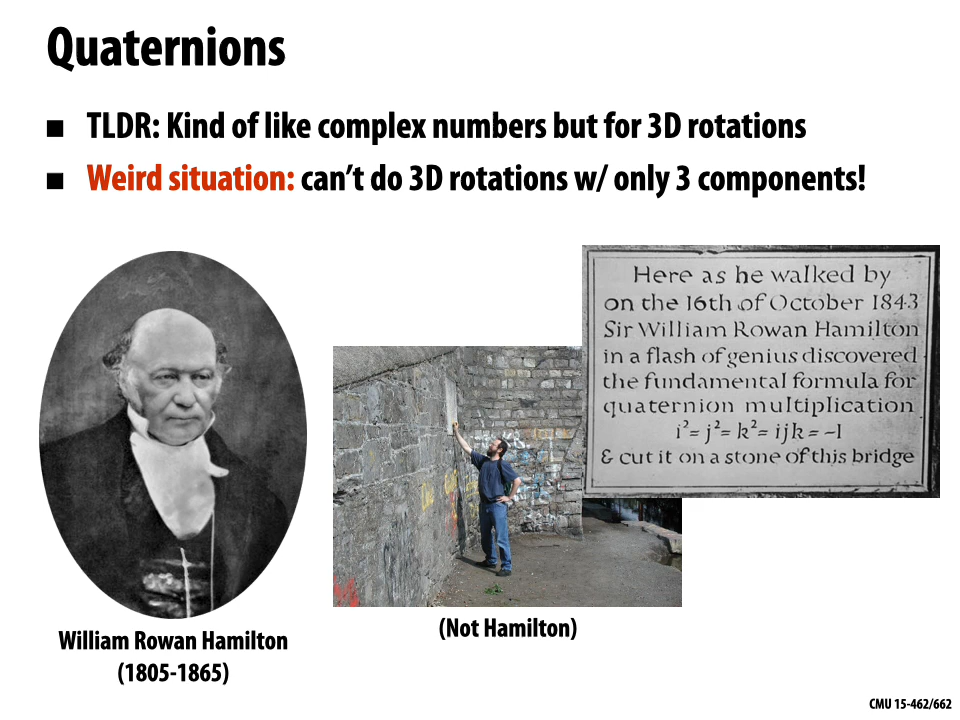 Quaternions
■ TLDR: Kind of like complex numbers but for 3D rotations
■ Weird situation: can’t do 3D rotations w/ only 3 components!
Here as he walked by
on the 16th of October 1843
Sir William Rowan Hamilton
in a flash of genius discovered
the fundamental formula for
quaternion multiplication
i² = j² = k² = ijk = –1
& cut it on a stone of this bridge
William Rowan Hamilton
(1805-1865)
(Not Hamilton)
CMU 15-462/662